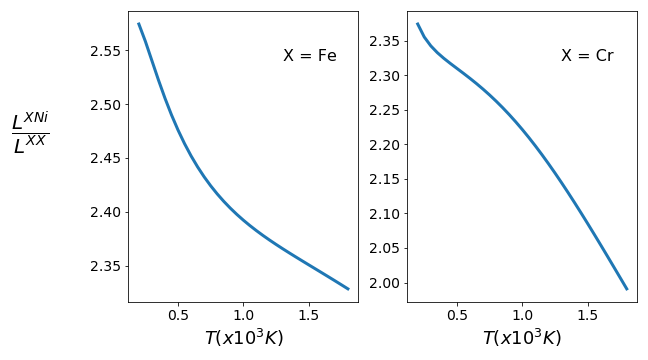 L^{XNi}
L^{XX}
2.55
2.50
2.45
2.40
2.35
X = Fe
0.5 1.0 1.5
T(x10^3K)
2.35
2.30
2.25
2.20
2.15
2.10
2.05
2.00
X = Cr
0.5 1.0 1.5
T(x10^3K)